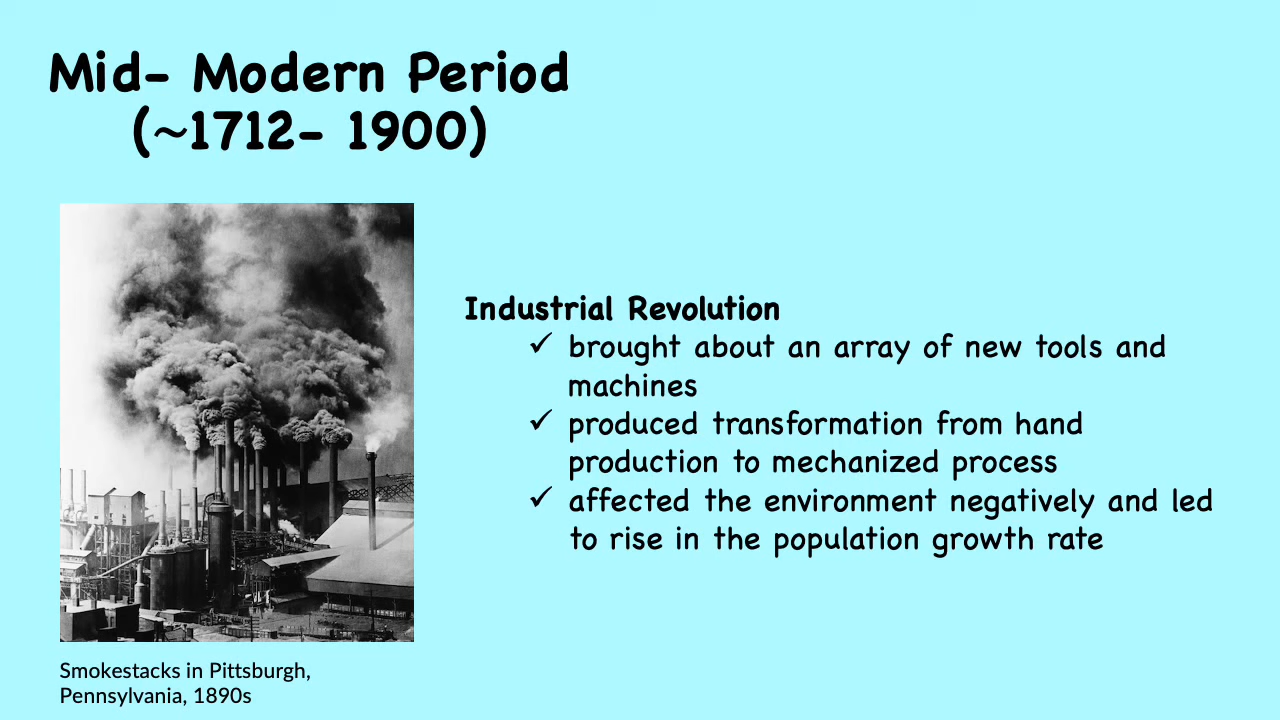 Mid- Modern Period
(~1712- 1900)
Industrial Revolution
✓ brought about an array of new tools and
machines
✓ produced transformation from hand
production to mechanized process
✓ affected the environment negatively and led
to rise in the population growth rate
Smokestacks in Pittsburgh,
Pennsylvania, 1890s